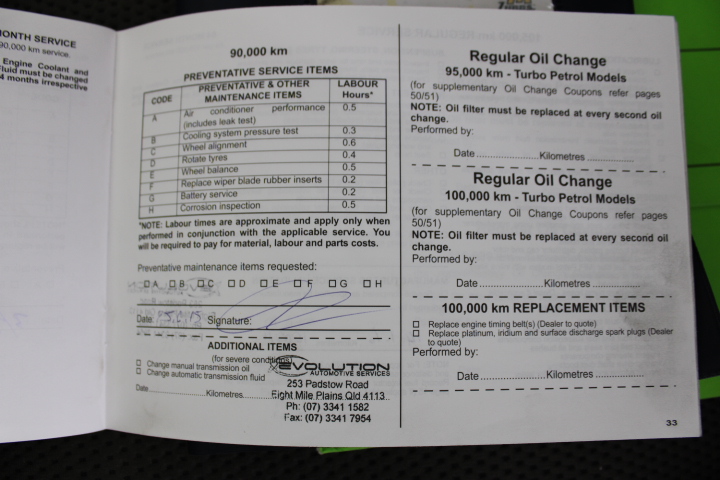 MONTH SERVICE
90,000 km service.
Engine Coolant and
fluid must be changed
4 months irrespective
90,000 km
PREVENTATIVE SERVICE ITEMS
CODE PREVENTATIVE & OTHER MAINTENANCE ITEMS LABOUR Hours*
A Air conditioner performance (includes leak test) 0.5
B Cooling system pressure test 0.3
C Wheel alignment 0.6
D Rotate tyres 0.4
E Wheel balance 0.5
F Replace wiper blade rubber inserts 0.2
G Battery service 0.2
H Corrosion inspection 0.5
*NOTE: Labour times are approximate and apply only when
performed in conjunction with the applicable service. You
will be required to pay for material, labour and parts costs.
Preventative maintenance items requested:
☐ A ☐ B ☐ C ☐ D ☐ E ☐ F ☐ G ☐ H
Date: Signature:
ADDITIONAL ITEMS
(for severe conditions)
☐ Change manual transmission oil
☐ Change automatic transmission fluid
Date..................Kilometres
EVOLUTION
AUTOMOTIVE SERVICES
253 Padstow Road
Eight Mile Plains Qld 4113
Ph: (07) 3341 1582
Fax: (07) 3341 7954
Regular Oil Change
95,000 km - Turbo Petrol Models
(for supplementary Oil Change Coupons refer pages
50/51)
NOTE: Oil filter must be replaced at every second oil
change.
Performed by:
Date ..................Kilometres ..................
Regular Oil Change
100,000 km - Turbo Petrol Models
(for supplementary Oil Change Coupons refer pages
50/51)
NOTE: Oil filter must be replaced at every second oil
change.
Performed by:
Date ..................Kilometres ..................
100,000 km REPLACEMENT ITEMS
☐ Replace engine timing belt(s) (Dealer to quote)
☐ Replace platinum, iridium and surface discharge spark plugs (Dealer
to quote)
Performed by:
Date ..................Kilometres ..................
33